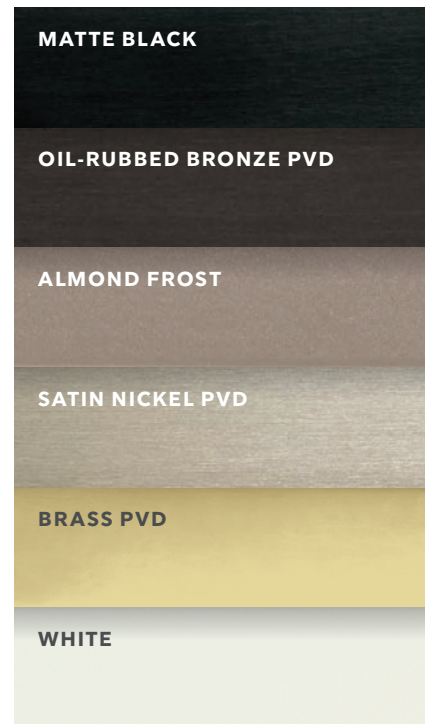 MATTE BLACK
OIL-RUBBED BRONZE PVD
ALMOND FROST
SATIN NICKEL PVD
BRASS PVD
WHITE